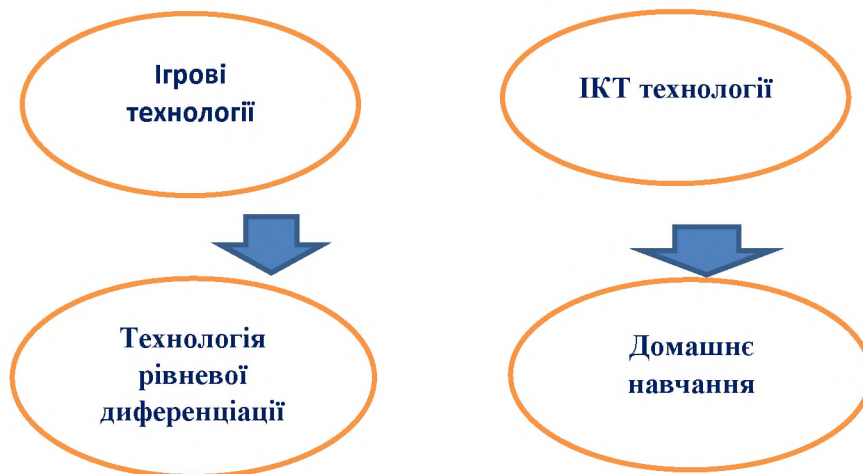 Ігрові
технології
ІКТ технології
Технологія
рівневої
диференціації
Домашнє
навчання